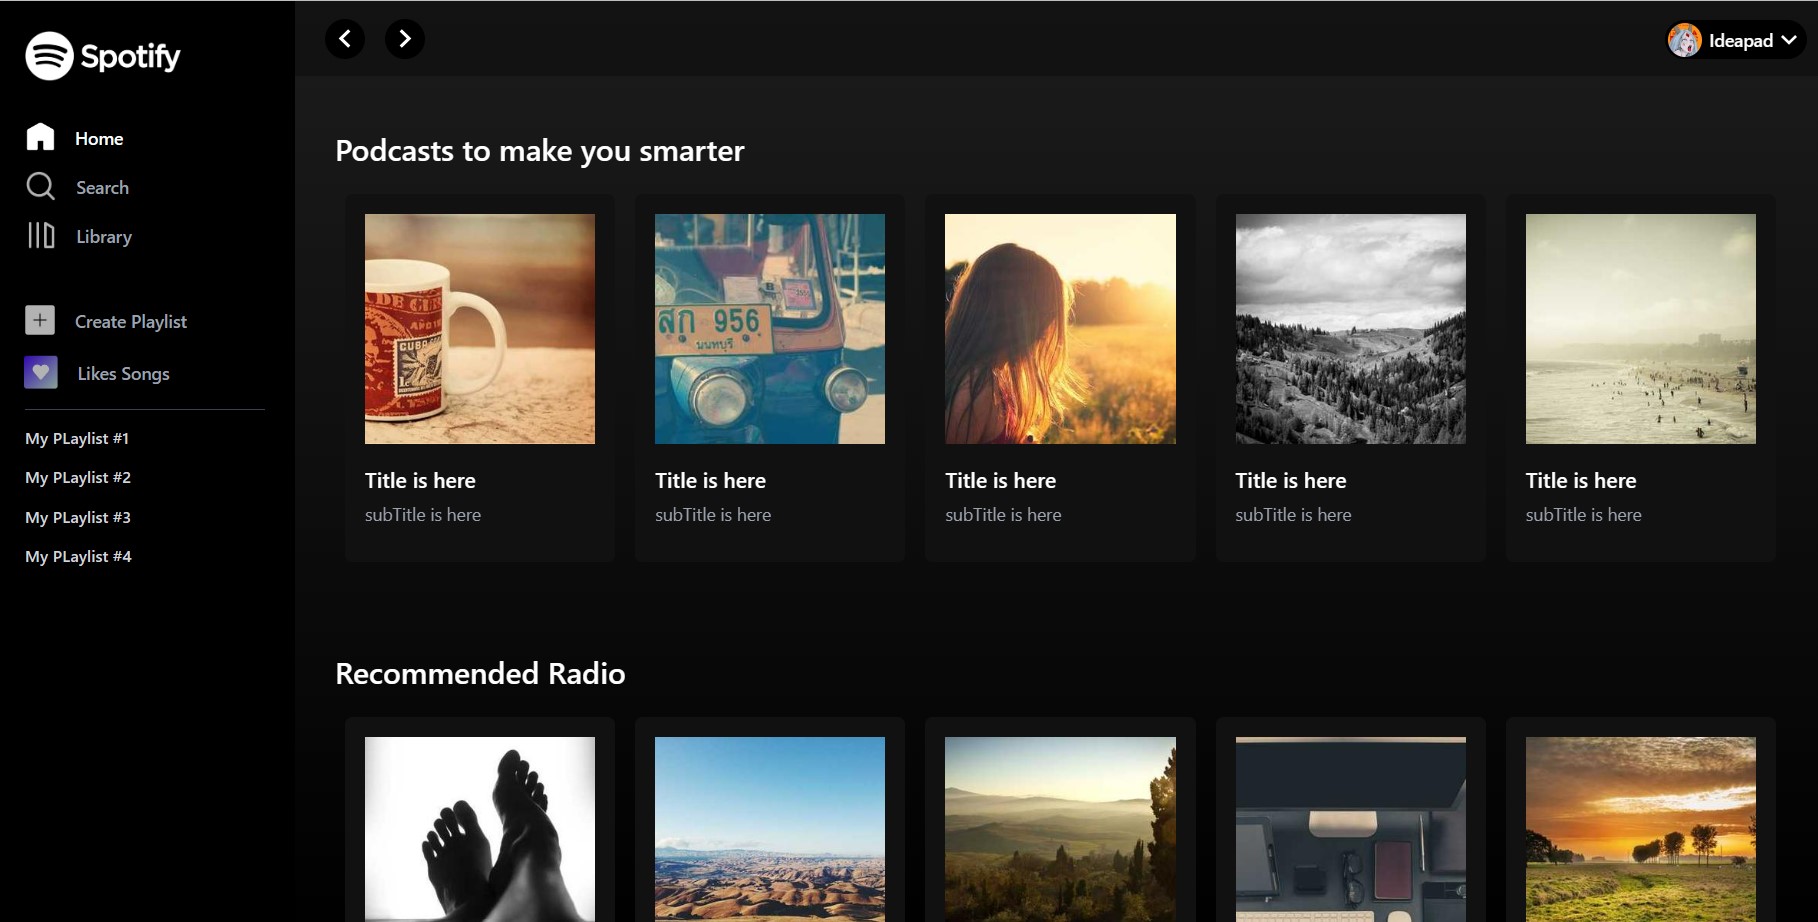 Spotify
Home
Search
Library
Create Playlist
Likes Songs
My PLaylist #1
My PLaylist #2
My PLaylist #3
My PLaylist #4
Ideapad
Podcasts to make you smarter
DE CU
CUBA
สฦก 956
นนทบุรี
Title is here
subTitle is here
Title is here
subTitle is here
Title is here
subTitle is here
Title is here
subTitle is here
Title is here
subTitle is here
Recommended Radio